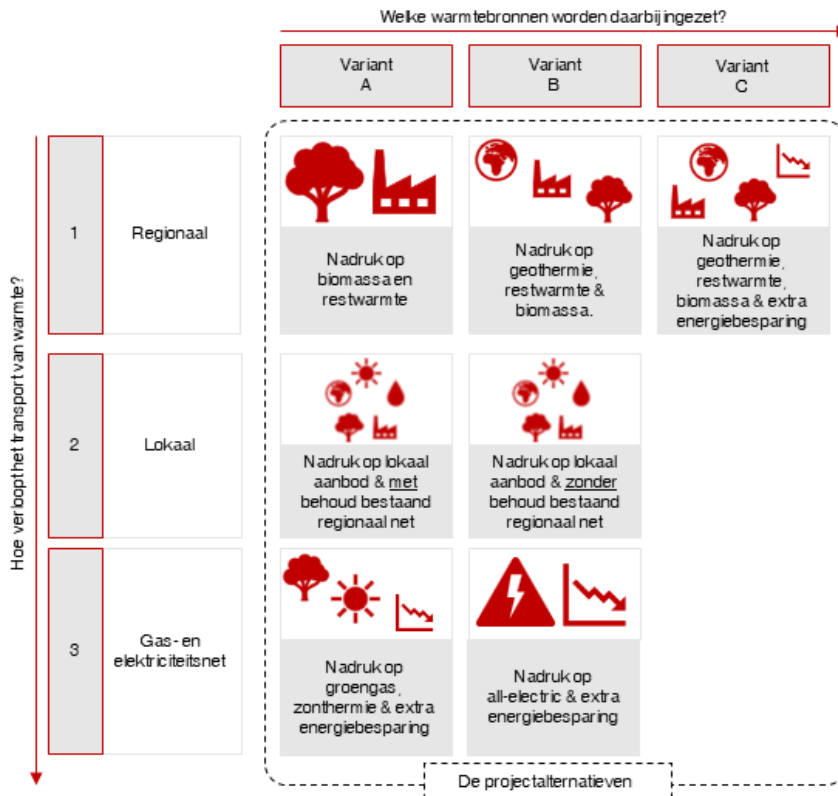 Welke warmtebronnen worden daarbij ingezet?
Variant
A
Variant
B
Variant
C
Hoe verloopt het transport van warmte?
1
Regionaal
Nadruk op
biomassa en
restwarmte
Nadruk op
geothermie,
restwarmte &
biomassa.
Nadruk op
geothermie,
restwarmte,
biomassa & extra
energiebesparing
2
Lokaal
Nadruk op lokaal
aanbod & met
behoud bestaand
regionaal net
Nadruk op lokaal
aanbod & zonder
behoud bestaand
regionaal net
3
Gas- en
elektriciteitsnet
Nadruk op
groengas,
zonthermie & extra
energiebesparing
Nadruk op
all-electric & extra
energiebesparing
De projectalternatieven